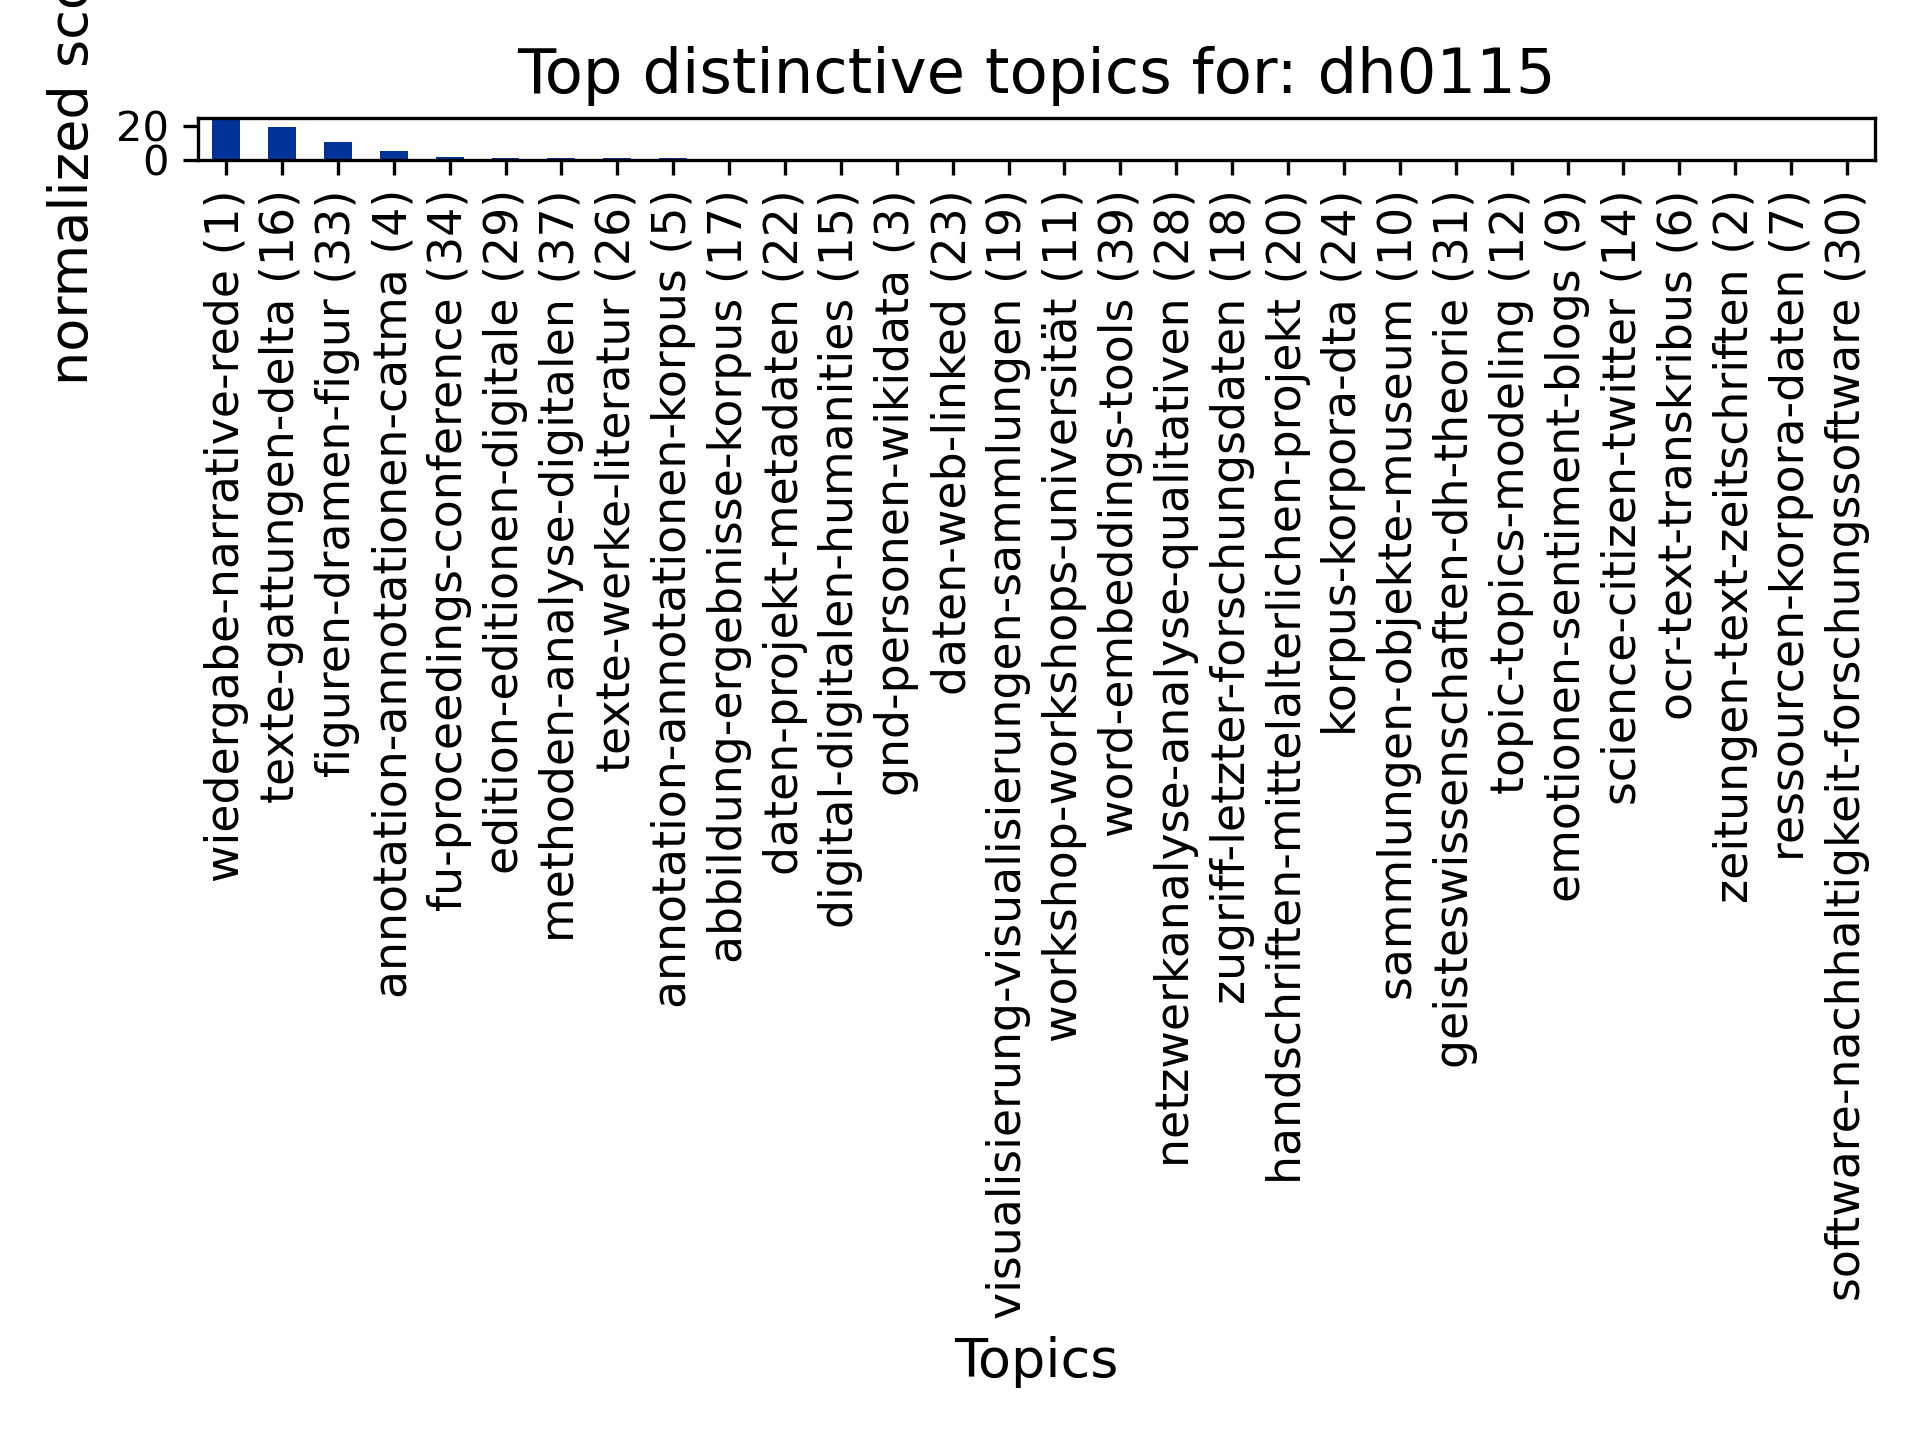 Top distinctive topics for: dh0115
normalized
20
0
wiedergabe-narrative-rede (1)
texte-gattungen-delta (16)
figuren-dramen-figur (33)
annotation-annotationen-catma (4)
fu-proceedings-conference (34)
edition-editionen-digitale (29)
methoden-analyse-digitalen (37)
texte-werke-literatur (26)
annotation-annotationen-korpus (5)
abbildung-ergebnisse-korpus (17)
daten-projekt-metadaten (22)
digital-digitalen-humanities (15)
gnd-personen-wikidata (3)
daten-web-linked (23)
visualisierung-visualisierungen-sammlungen (19)
workshop-workshops-universität (11)
word-embeddings-tools (39)
netzwerkanalyse-analyse-qualitativen (28)
zugriff-letzter-forschungsdaten (18)
handschriften-mittelalterlichen-projekt (20)
korpus-korpora-dta (24)
sammlungen-objekte-museum (10)
geisteswissenschaften-dh-theorie (31)
topic-topics-modeling (12)
emotionen-sentiment-blogs (9)
science-citizen-twitter (14)
ocr-text-transkribus (6)
zeitungen-text-zeitschriften (2)
ressourcen-korpora-daten (7)
software-nachhaltigkeit-forschungssoftware (30)
Topics